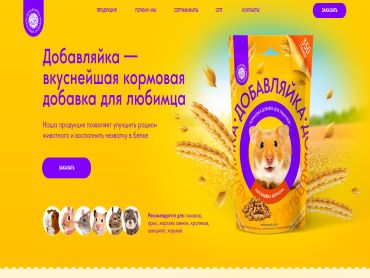 ПРОДУКЦИЯ ПОЧЕМУ МЫ СЕРТИФИКАТЫ ОПТ КОНТАКТЫ ЗАКАЗАТЬ
Добавляйка —
вкуснейшая кормовая
добавка для любимца
Наша продукция позволяет улучшить рацион
животного и восполнить нехватку в белке
ЗАКАЗАТЬ
Рекомендуется для: хомяков,
крыс, морских свинок, кроликов,
шиншилл, хорьков
ДОБАВЛЯЙКА